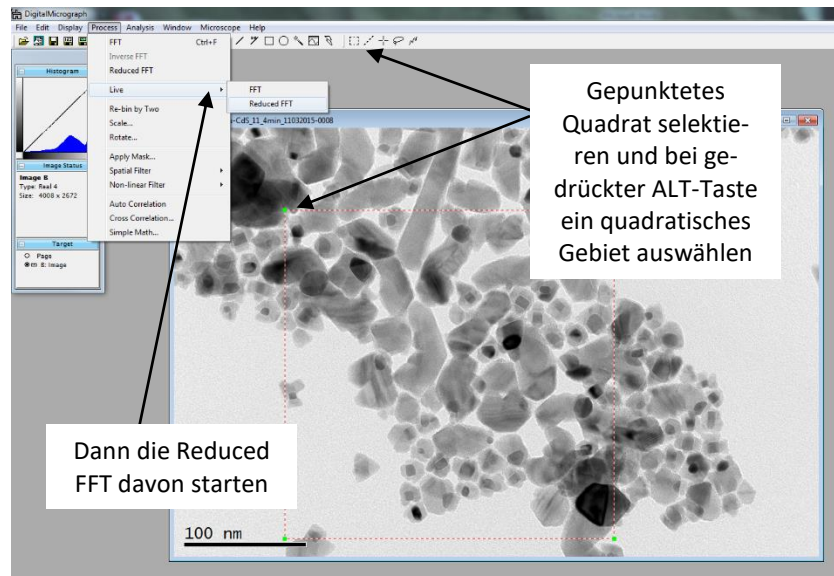 DigitalMicrograph
File Edit Display Process Analysis Window Microscope Help
FFT Ctrl+F
Inverse FFT
Reduced FFT
Live
FFT
Reduced FFT
Re-bin by Two
Scale...
Rotate...
Apply Mask...
Spatial Filter
Non-linear Filter
Auto Correlation
Cross Correlation...
Simple Math...
Histogram
Image Status
Image B
Type: Real 4
Size: 4008 x 2672
Target
Page
B: Image
-CdS_11_4min_11032015-0008
Gepunktetes
Quadrat selektie-
ren und bei ge-
drückter ALT-Taste
ein quadratisches
Gebiet auswählen
Dann die Reduced
FFT davon starten
100 nm